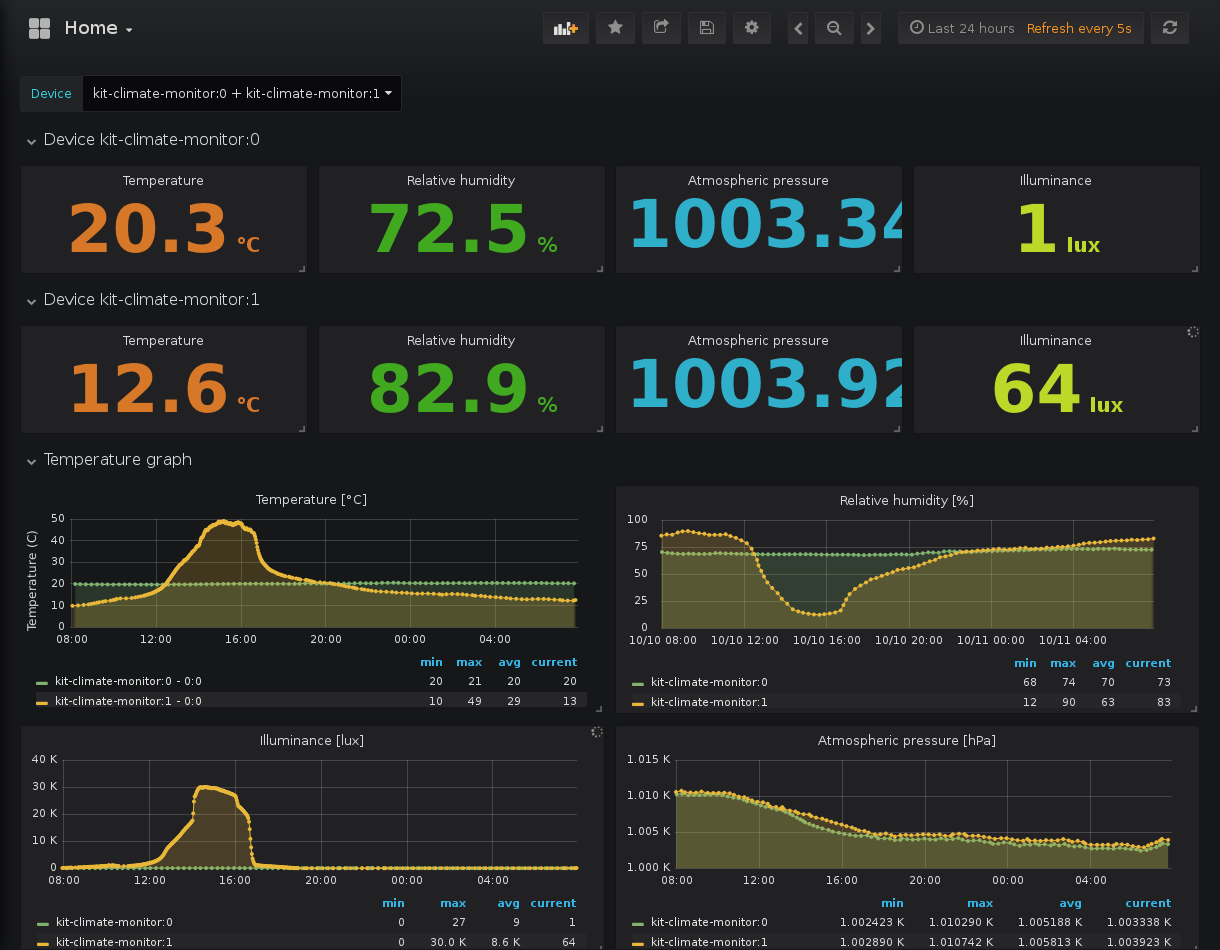 Home
Last 24 hours Refresh every 5s
Device kit-climate-monitor:0 + kit-climate-monitor:1
Device kit-climate-monitor:0
Temperature Relative humidity Atmospheric pressure Illuminance
20.3 °C 72.5 % 1003.34 1 lux
Device kit-climate-monitor:1
Temperature Relative humidity Atmospheric pressure Illuminance
12.6 °C 82.9 % 1003.92 64 lux
Temperature graph
Temperature [°C]
Temperature (C)
50
40
30
20
10
0
08:00 12:00 16:00 20:00 00:00 04:00
min max avg current
kit-climate-monitor:0 - 0:0 20 21 20 20
kit-climate-monitor:1 - 0:0 10 49 29 13
Relative humidity [%]
100
75
50
25
0
10/10 08:00 10/10 12:00 10/10 16:00 10/10 20:00 10/11 00:00 10/11 04:00
min max avg current
kit-climate-monitor:0 68 74 70 73
kit-climate-monitor:1 12 90 63 83
Illuminance [lux]
40 K
30 K
20 K
10 K
0
08:00 12:00 16:00 20:00 00:00 04:00
min max avg current
kit-climate-monitor:0 0 27 9 1
kit-climate-monitor:1 0 30.0 K 8.6 K 64
Atmospheric pressure [hPa]
1.015 K
1.010 K
1.005 K
1.000 K
08:00 12:00 16:00 20:00 00:00 04:00
min max avg current
kit-climate-monitor:0 1.002423 K 1.010290 K 1.005188 K 1.003338 K
kit-climate-monitor:1 1.002890 K 1.010742 K 1.005813 K 1.003923 K